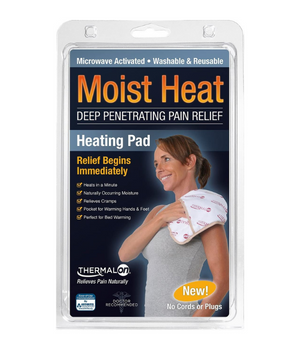 Microwave Activated • Washable & Reusable
Moist Heat
DEEP PENETRATING PAIN RELIEF
Heating Pad
Relief Begins
Immediately
Heats in a Minute
Naturally Occurring Moisture
Relieves Cramps
Pocket for Warming Hands & Feet
Perfect for Bed Warming
THERMALON
Relieves Pain Naturally
DOCTOR
RECOMMENDED
New!
No Cords or Plugs